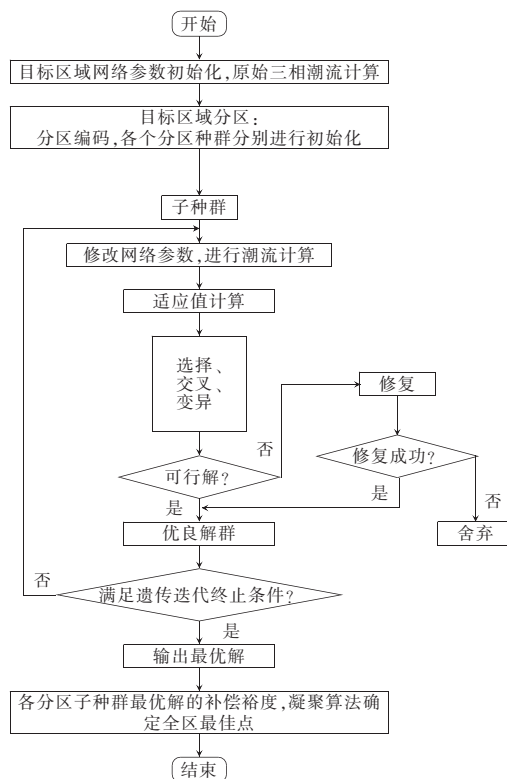 开始
目标区域网络参数初始化,原始三相潮流计算
目标区域分区:
分区编码,各个分区种群分别进行初始化
子种群
修改网络参数,进行潮流计算
适应值计算
选择、
交叉、
变异
修复
否
修复成功?
可行解?
是
否
是
优良解群
舍弃
否
满足遗传迭代终止条件?
是
输出最优解
各分区子种群最优解的补偿裕度,凝聚算法确
定全区最佳点
结束